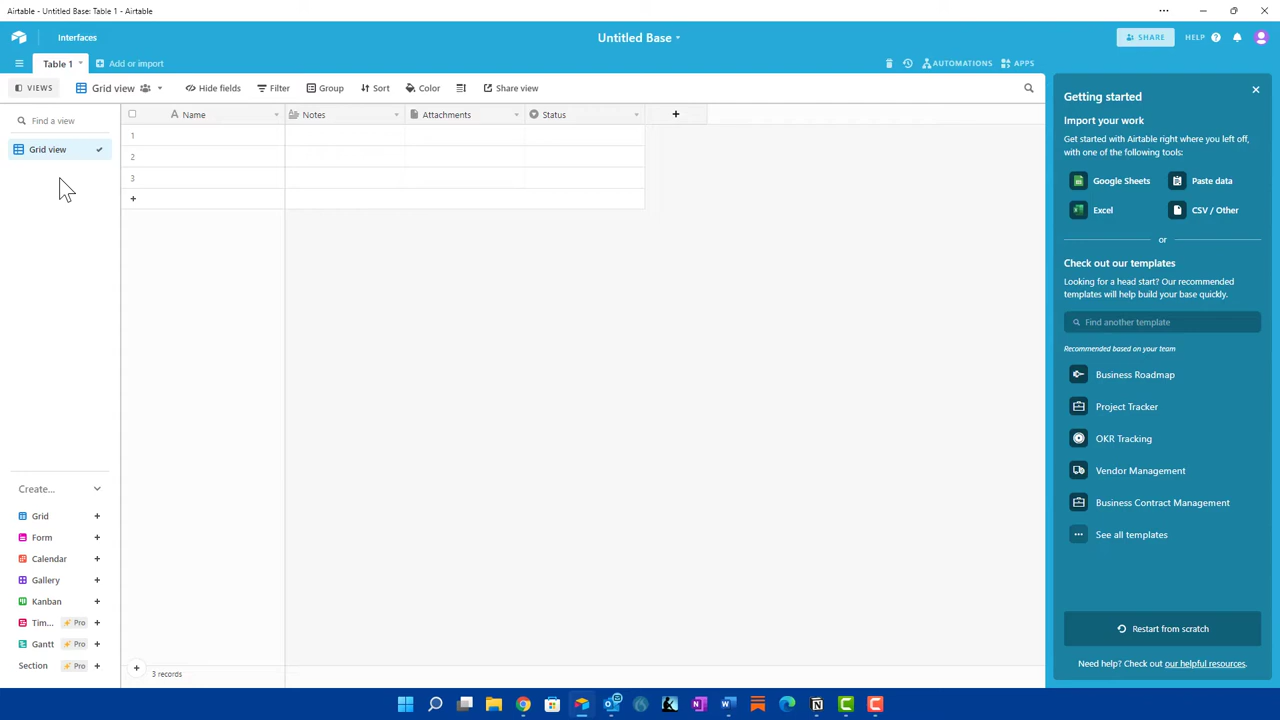 Airtable - Untitled Base: Table 1 - Airtable
Interfaces
Untitled Base
SHARE
HELP
Table 1
Add or import
AUTOMATIONS
APPS
VIEWS
Grid view
Hide fields
Filter
Group
Sort
Color
Share view
Find a view
Grid view
Name
Notes
Attachments
Status
1
2
3
Create...
Grid
Form
Calendar
Gallery
Kanban
Tim... Pro
Gantt Pro
Section Pro
3 records
Getting started
Import your work
Get started with Airtable right where you left off,
with one of the following tools:
Google Sheets
Paste data
Excel
CSV / Other
or
Check out our templates
Looking for a head start? Our recommended
templates will help build your base quickly.
Find another template
Recommended based on your team
Business Roadmap
Project Tracker
OKR Tracking
Vendor Management
Business Contract Management
See all templates
Restart from scratch
Need help? Check out our helpful resources.